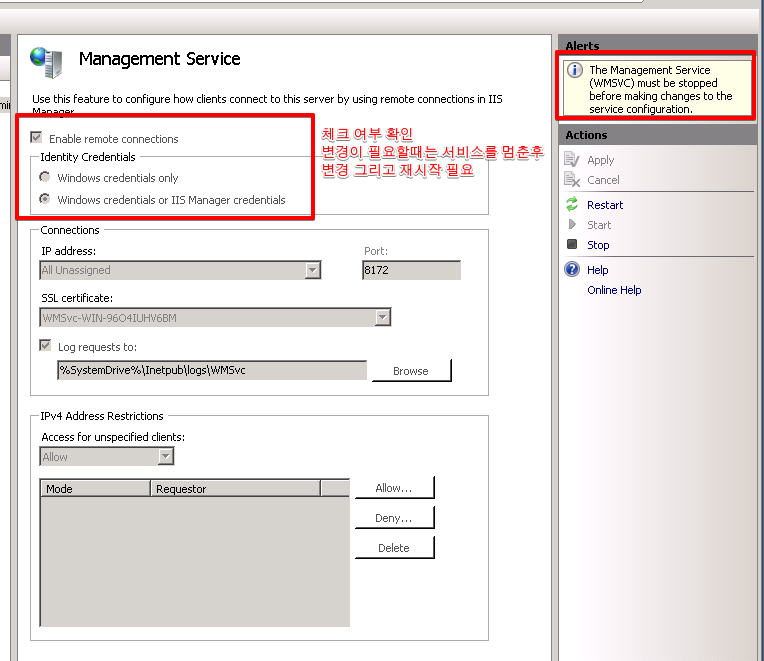 Management Service
Use this feature to configure how clients connect to this server by using remote connections in IIS
Manager.
Enable remote connections
Identity Credentials
Windows credentials only
Windows credentials or IIS Manager credentials
체크 여부 확인
변경이 필요할때는 서비스를 멈춘후
변경 그리고 재시작 필요
Connections
IP address:
Port:
All Unassigned
8172
SSL certificate:
WMSvc-WIN-96O4IUHV6BM
Log requests to:
%SystemDrive%\Inetpub\logs\WMSvc
Browse
IPv4 Address Restrictions
Access for unspecified clients:
Allow
Mode
Requestor
Allow...
Deny...
Delete
Alerts
The Management Service
(WMSVC) must be stopped
before making changes to the
service configuration.
Actions
Apply
Cancel
Restart
Start
Stop
Help
Online Help